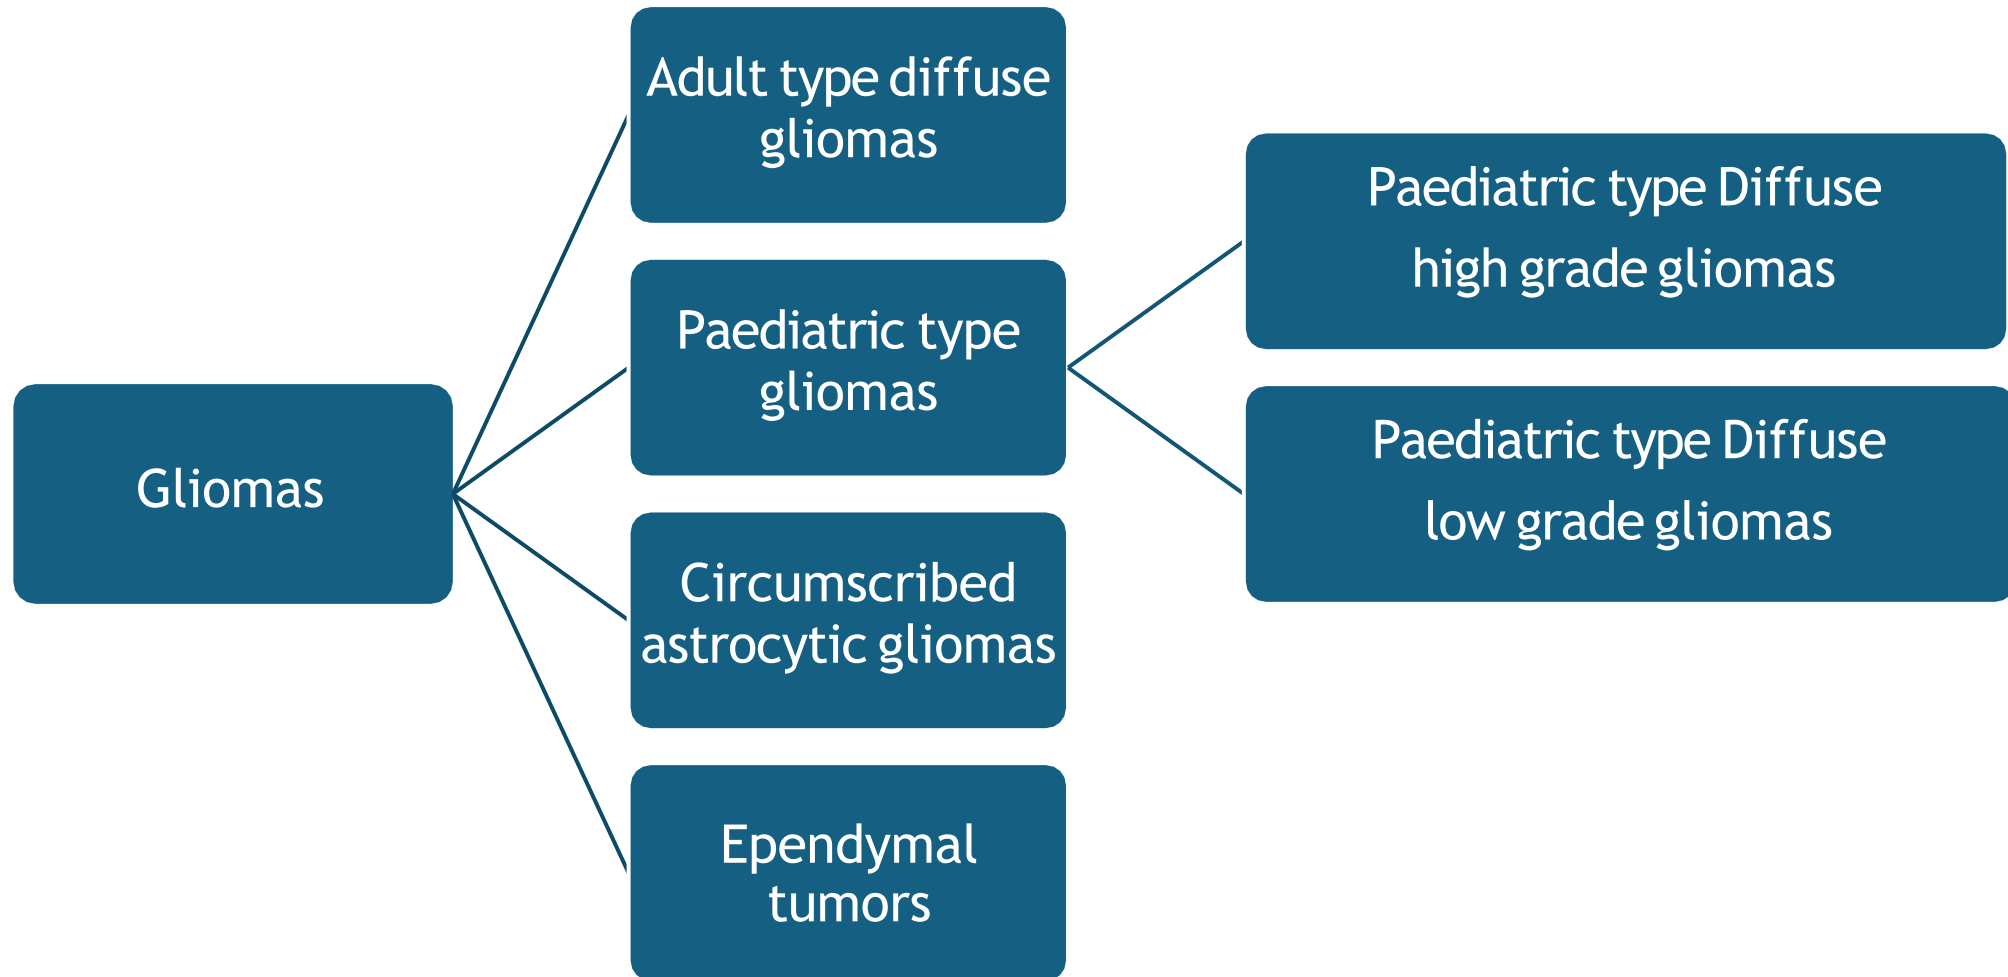 Gliomas
Adult type diffuse
gliomas
Paediatric type
gliomas
Paediatric type Diffuse
high grade gliomas
Paediatric type Diffuse
low grade gliomas
Circumscribed
astrocytic gliomas
Ependymal
tumors